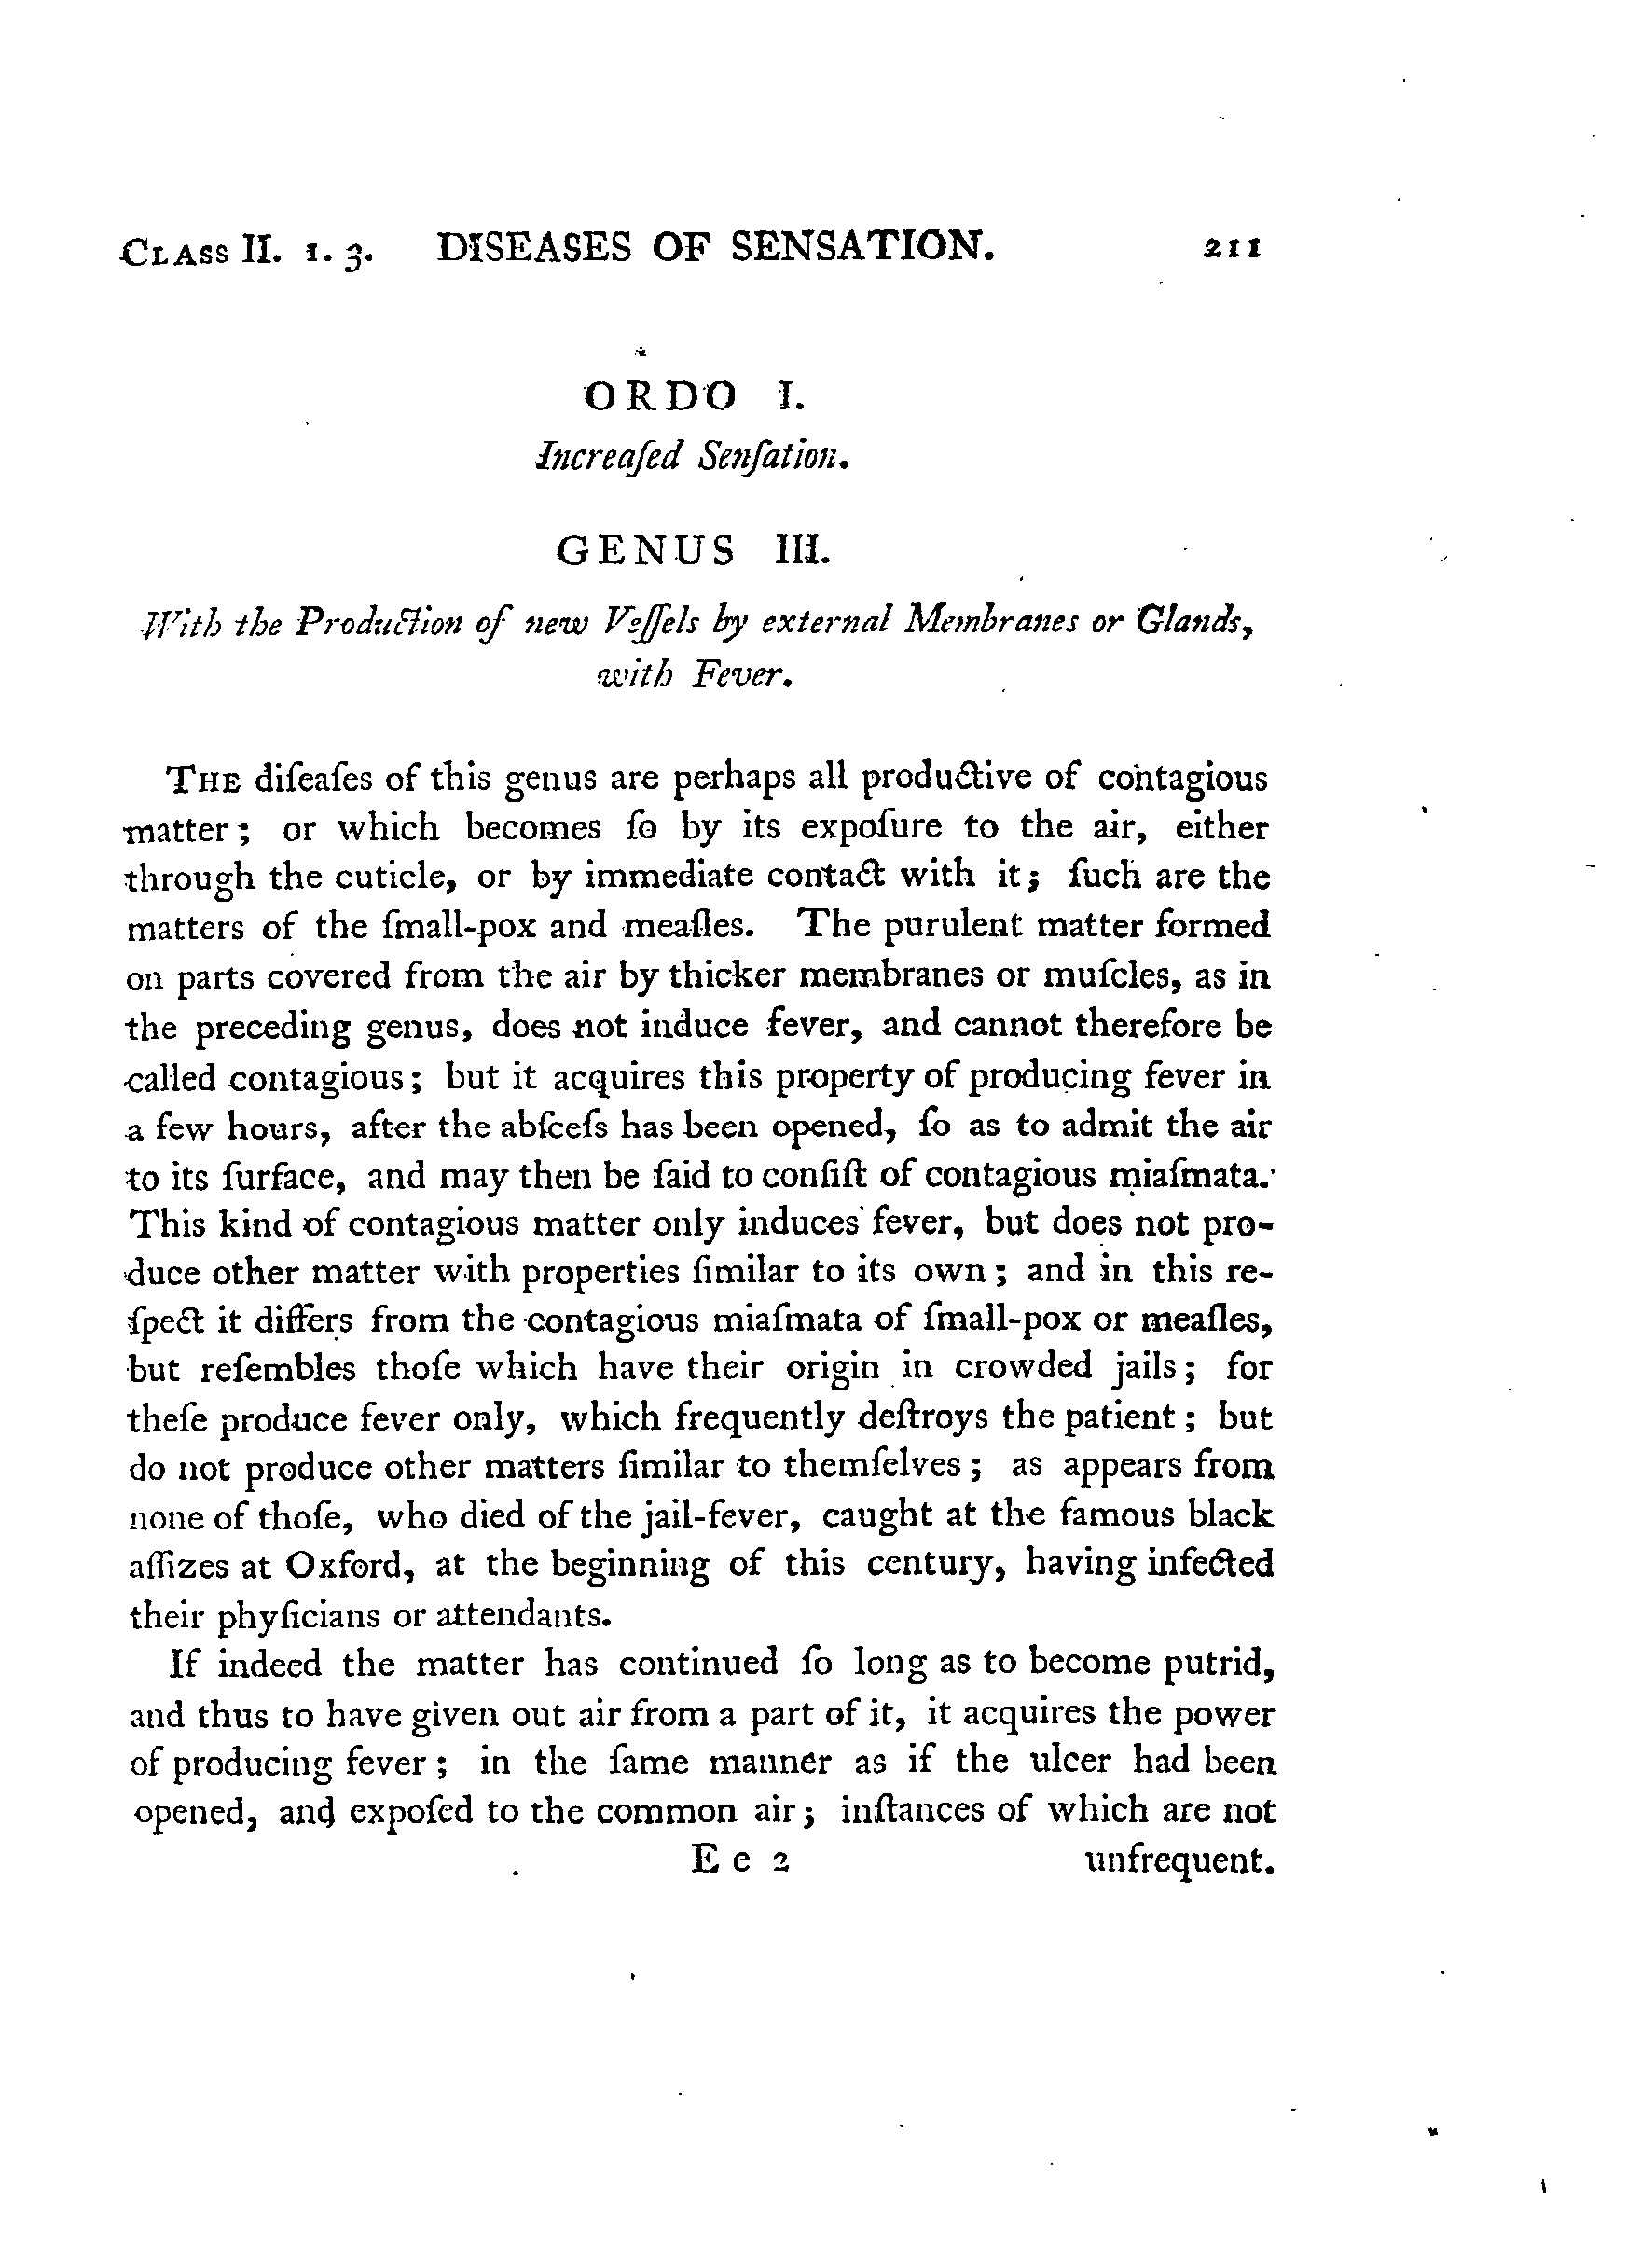 CLASS II. 1. 3. DISEASES OF SENSATION. 211
ORDO I.
Increaſed Senſation.
GENUS III.
With the Production of new Veſſels by external Membranes or Glands,
with Fever.
THE diſeaſes of this genus are perhaps all productive of contagious
matter; or which becomes ſo by its expoſure to the air, either
through the cuticle, or by immediate contact with it; ſuch are the
matters of the ſmall-pox and meaſles. The purulent matter formed
on parts covered from the air by thicker membranes or muſcles, as in
the preceding genus, does not induce fever, and cannot therefore be
called contagious; but it acquires this property of producing fever in
a few hours, after the abſceſs has been opened, ſo as to admit the air
to its ſurface, and may then be ſaid to conſiſt of contagious miaſmata.
This kind of contagious matter only induces fever, but does not pro-
duce other matter with properties ſimilar to its own; and in this re-
ſpect it differs from the contagious miaſmata of ſmall-pox or meaſles,
but reſembles thoſe which have their origin in crowded jails; for
theſe produce fever only, which frequently deſtroys the patient; but
do not produce other matters ſimilar to themſelves; as appears from
none of thoſe, who died of the jail-fever, caught at the famous black
aſſizes at Oxford, at the beginning of this century, having infected
their phyſicians or attendants.
If indeed the matter has continued ſo long as to become putrid,
and thus to have given out air from a part of it, it acquires the power
of producing fever; in the ſame manner as if the ulcer had been
opened, and expoſed to the common air; inſtances of which are not
E e 2 unfrequent.